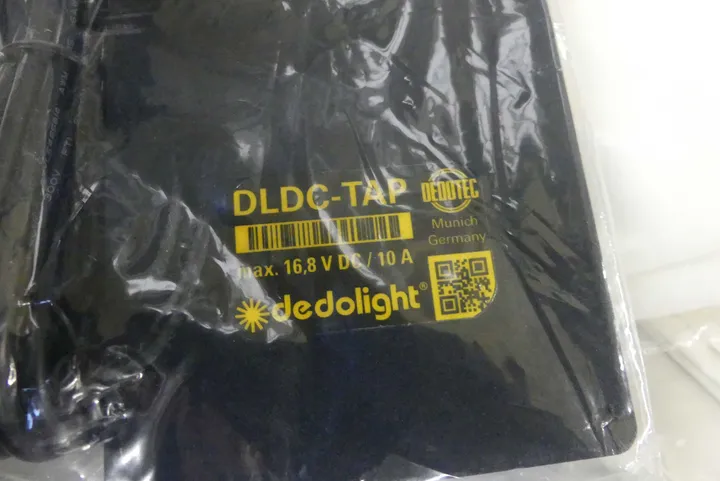 DLDC-TAP
DEDOTEC
Munich
Germany
max. 16,8 V DC / 10 A
dedolight®